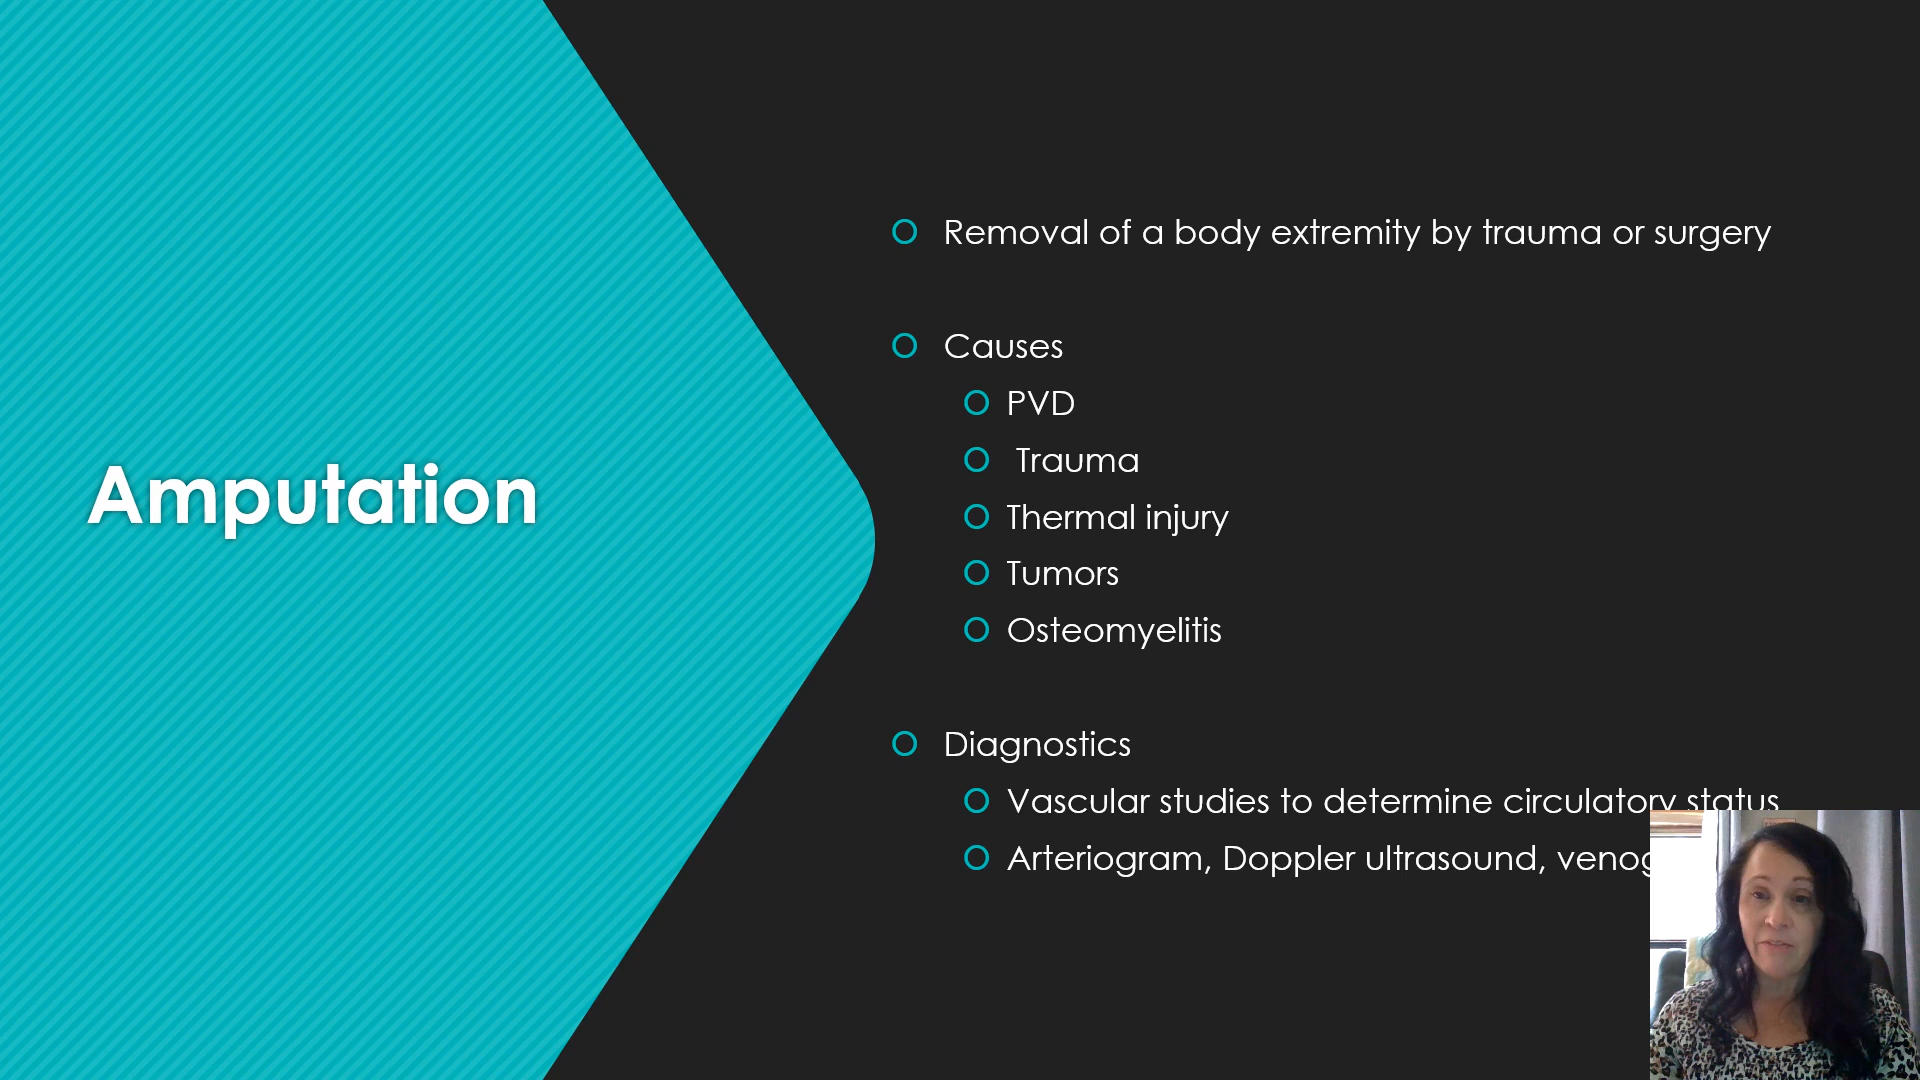 Amputation
Removal of a body extremity by trauma or surgery
Causes
PVD
Trauma
Thermal injury
Tumors
Osteomyelitis
Diagnostics
Vascular studies to determine circulatory status
Arteriogram, Doppler ultrasound,